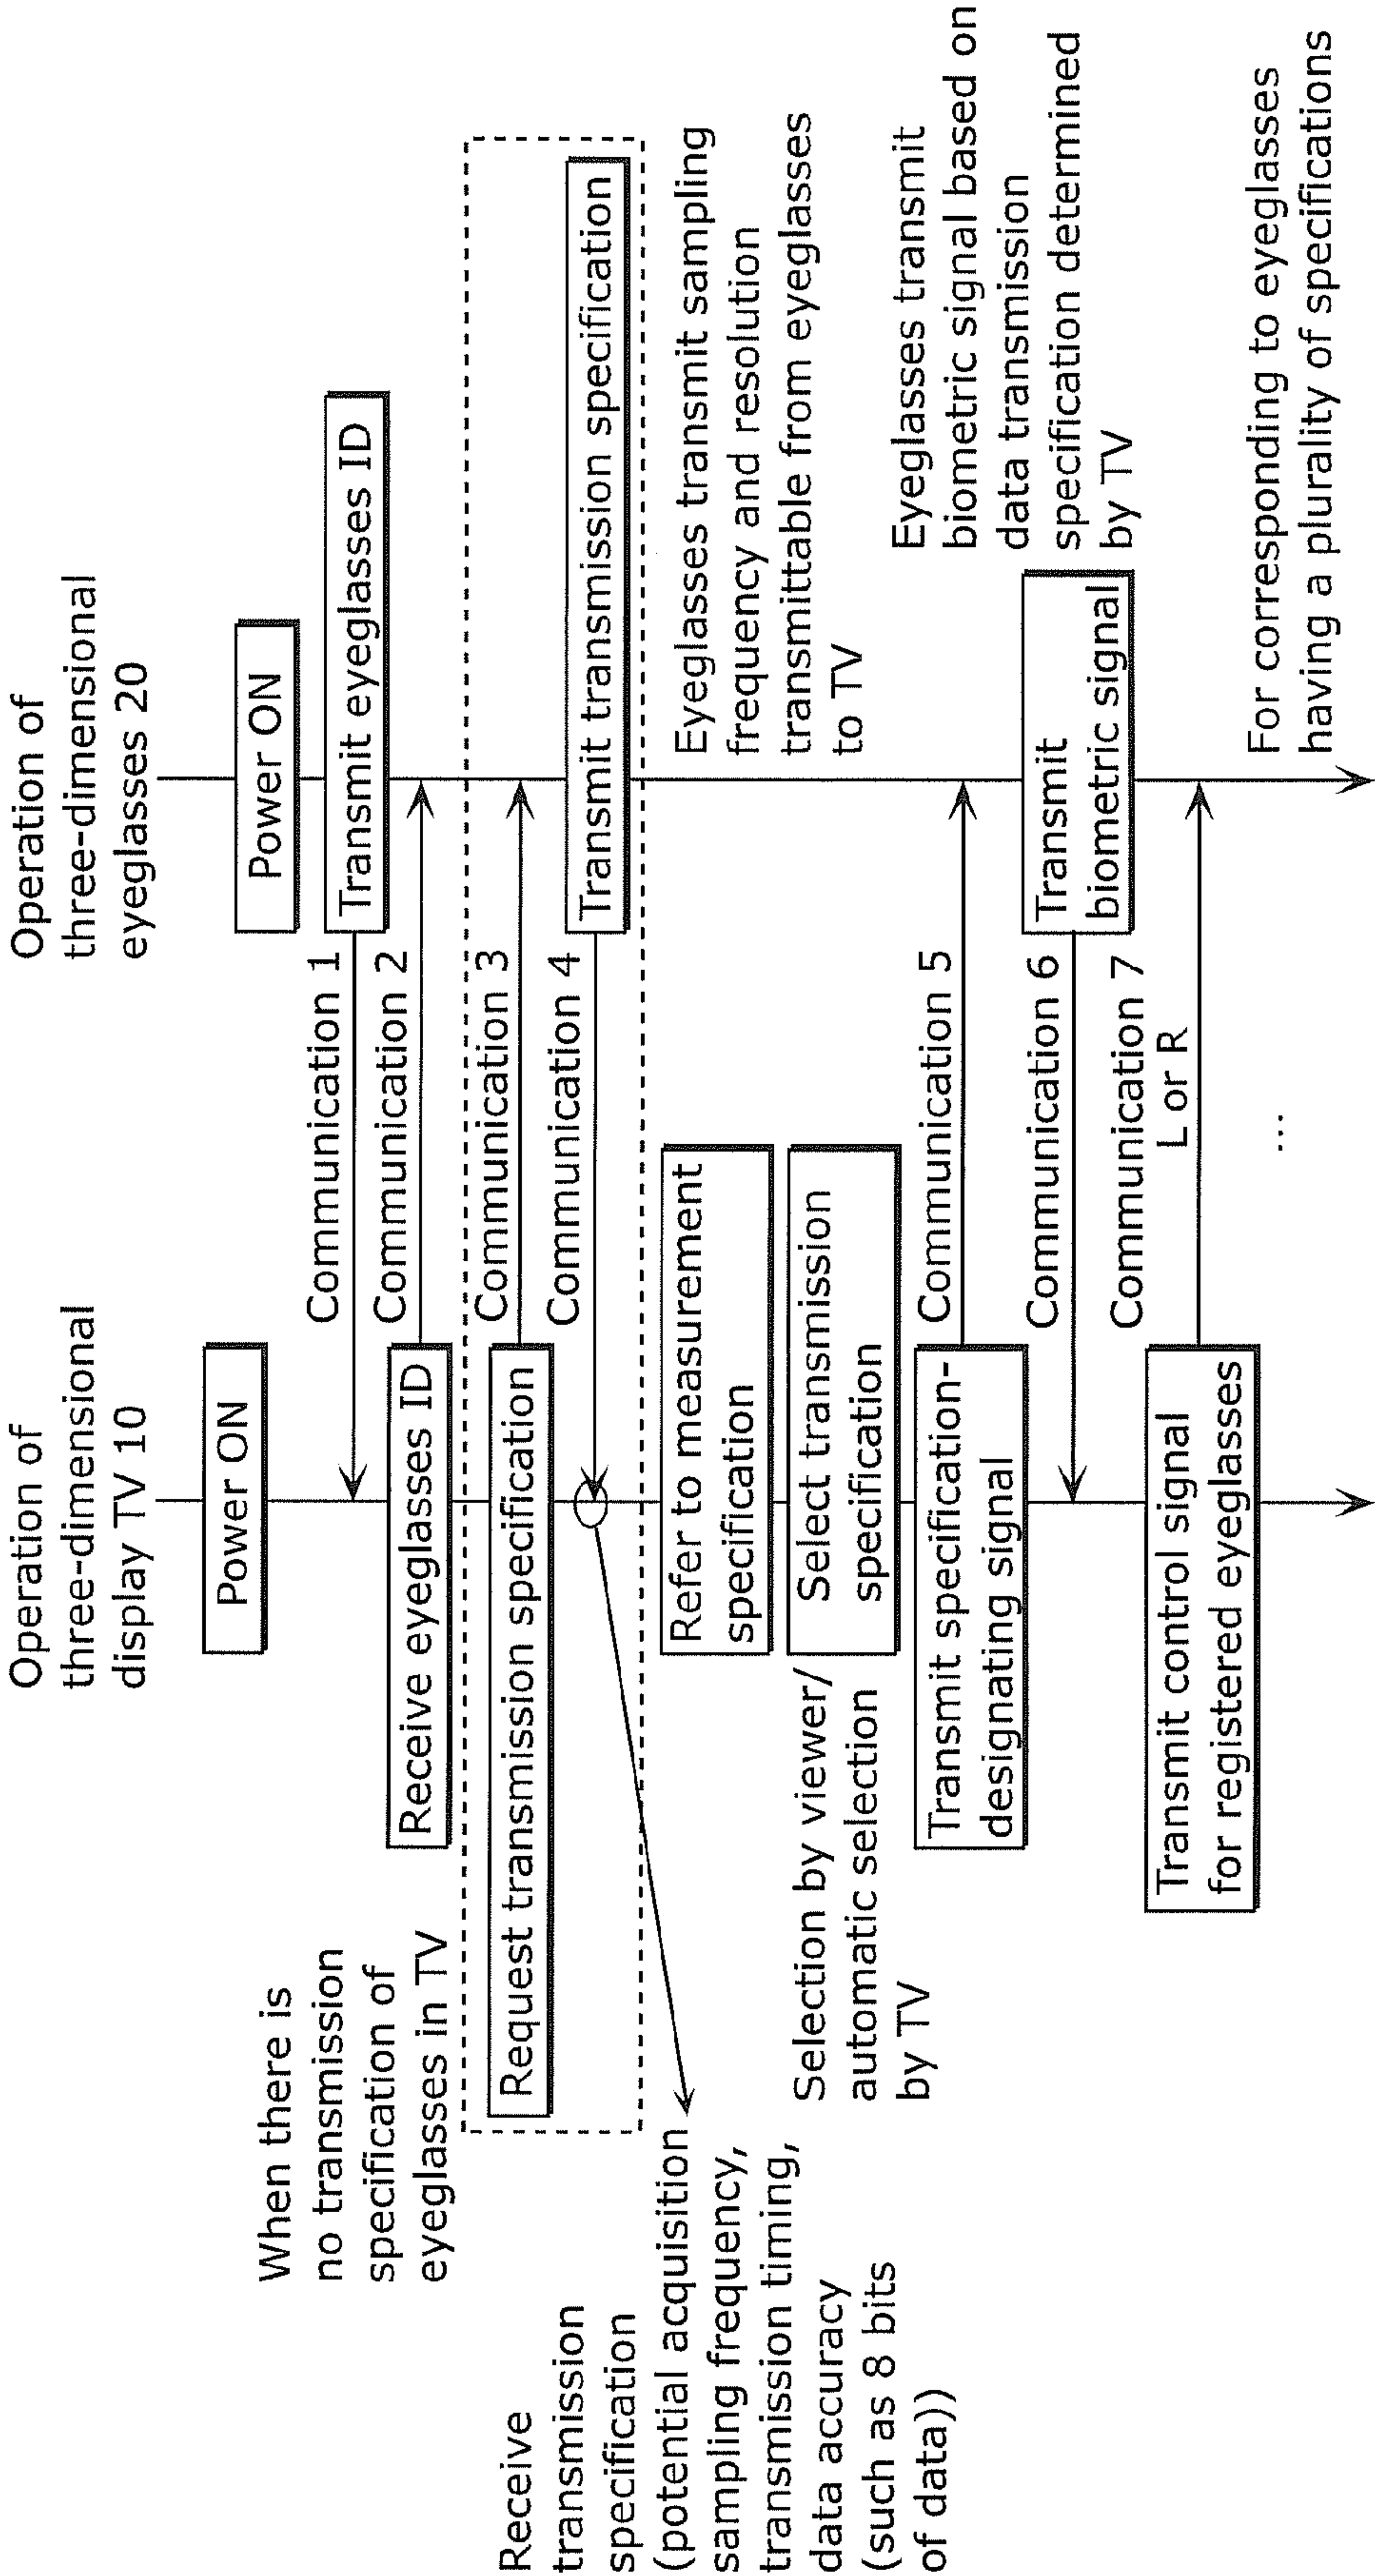 Operation of
three-dimensional
display TV 10
Operation of
three-dimensional
eyeglasses 20
Power ON
Power ON
When there is
no transmission
specification of
eyeglasses in TV
Communication 1
Transmit eyeglasses ID
Receive eyeglasses ID
Communication 2
Request transmission specification
Communication 3
Communication 4
Transmit transmission specification
Receive
transmission
specification
(potential acquisition
sampling frequency,
transmission timing,
data accuracy
(such as 8 bits
of data))
Refer to measurement
specification
Eyeglasses transmit sampling
frequency and resolution
transmittable from eyeglasses
to TV
Selection by viewer/
automatic selection
by TV
Select transmission
specification
Transmit specification-
designating signal
Communication 5
Eyeglasses transmit
biometric signal based on
data transmission
specification determined
by TV
Communication 6
Transmit
biometric signal
Transmit control signal
for registered eyeglasses
Communication 7
L or R
...
For corresponding to eyeglasses
having a plurality of specifications